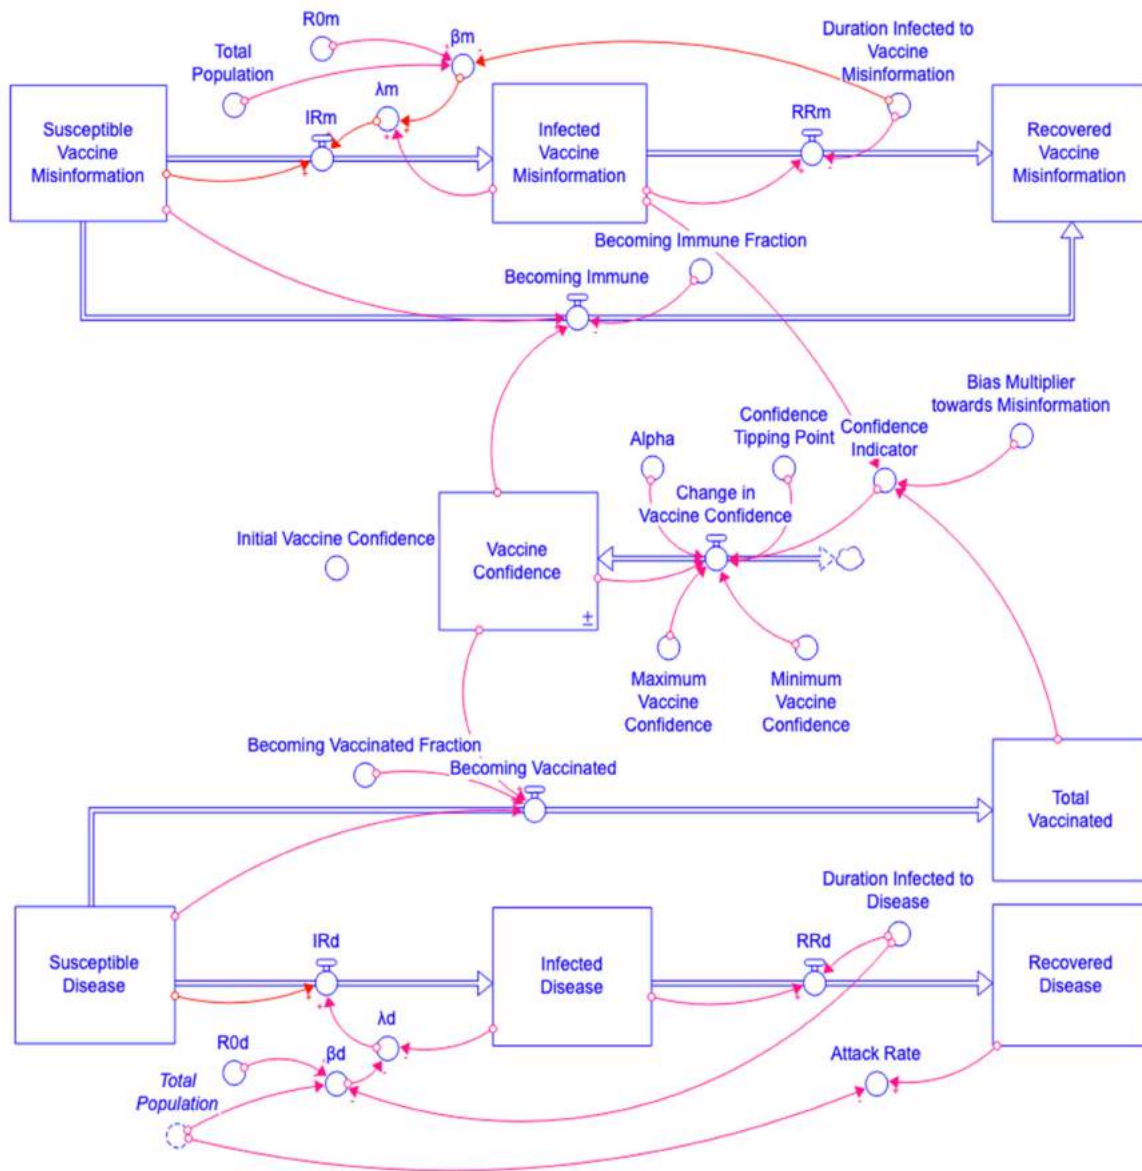 R0m
βm
Total
Population
Duration Infected to
Vaccine
Misinformation
λm
IRm
RRm
Susceptible
Vaccine
Misinformation
Infected
Vaccine
Misinformation
Recovered
Vaccine
Misinformation
Becoming Immune Fraction
Becoming Immune
Bias Multiplier
towards Misinformation
Confidence
Tipping Point
Confidence
Indicator
Alpha
Change in
Vaccine Confidence
Initial Vaccine Confidence
Vaccine
Confidence
±
Maximum
Vaccine
Confidence
Minimum
Vaccine
Confidence
Becoming Vaccinated Fraction
Becoming Vaccinated
Total
Vaccinated
Duration Infected to
Disease
IRd
RRd
Susceptible
Disease
Infected
Disease
Recovered
Disease
λd
R0d
βd
Attack Rate
Total
Population